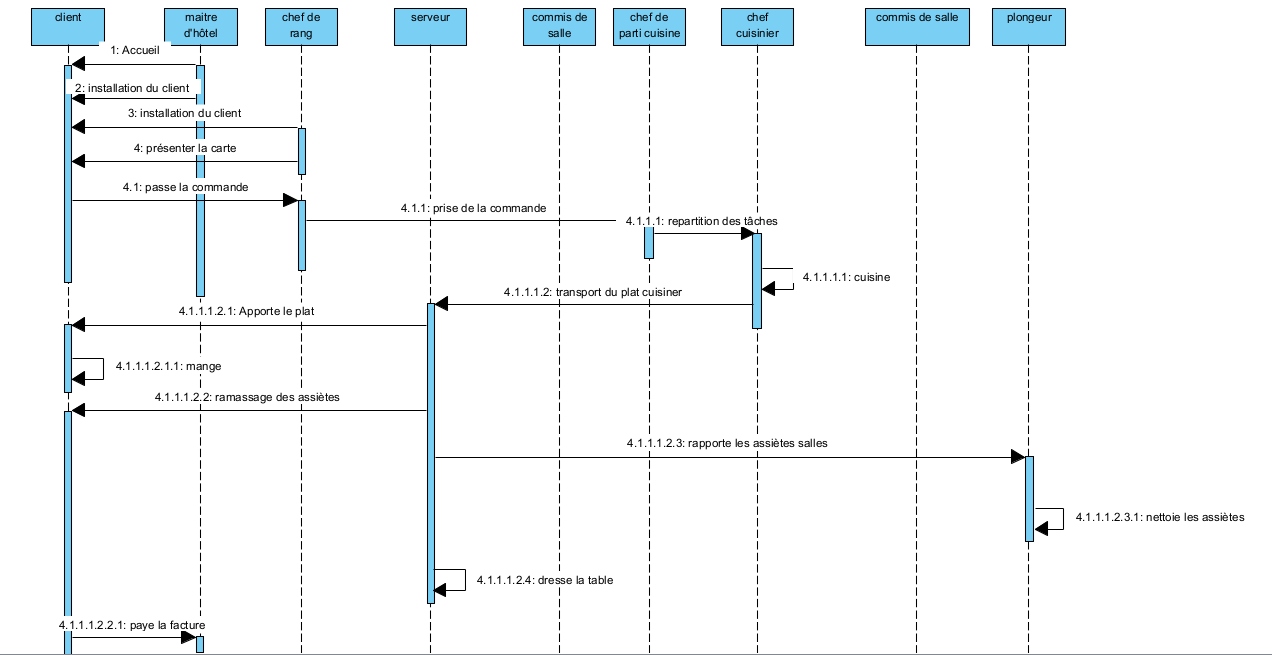 client
maitre
d'hôtel
chef de
rang
serveur
commis de
salle
chef de
parti cuisine
chef
cuisinier
commis de salle
plongeur
1: Accueil
2: installation du client
3: installation du client
4: présenter la carte
4.1: passe la commande
4.1.1: prise de la commande
4.1.1.1: repartition des tâches
4.1.1.1.1: cuisine
4.1.1.1.2: transport du plat cuisiner
4.1.1.1.2.1: Apporte le plat
4.1.1.1.2.1.1: mange
4.1.1.1.2.2: ramassage des assiètes
4.1.1.1.2.3: rapporte les assiètes salles
4.1.1.1.2.3.1: nettoie les assiètes
4.1.1.1.2.4: dresse la table
4.1.1.1.2.2.1: paye la facture